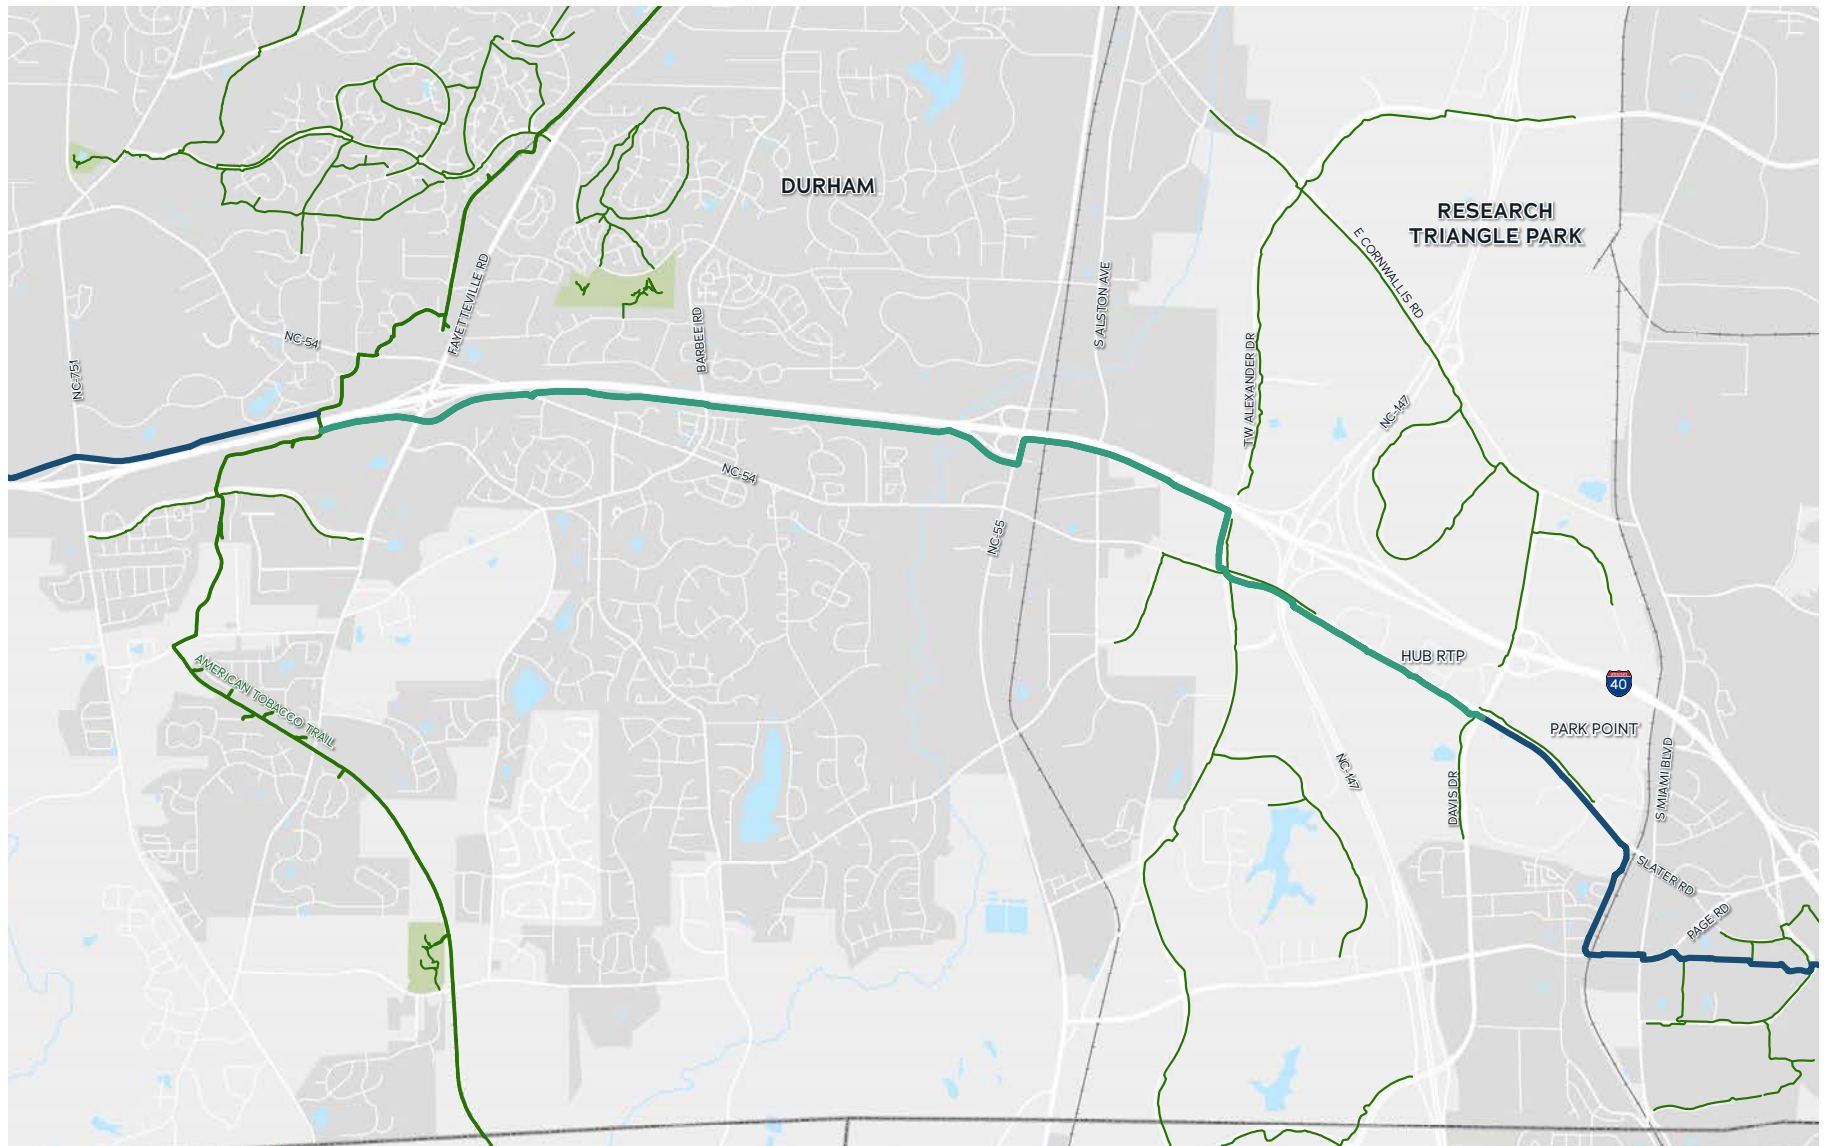 DURHAM
RESEARCH
TRIANGLE PARK
E CORNWALLIS RD
FAYETTEVILLE RD
S ALSTON AVE
NC-54
BARBEE RD
NC-751
TW ALEXANDER DR
NC-147
NC-54
NC-55
AMERICAN TOBACCO TRAIL
HUB RTP
INTERSTATE
40
PARK POINT
NC-147
DAVIS DR
S MIAMI BLVD
SLATER RD
PAGE RD